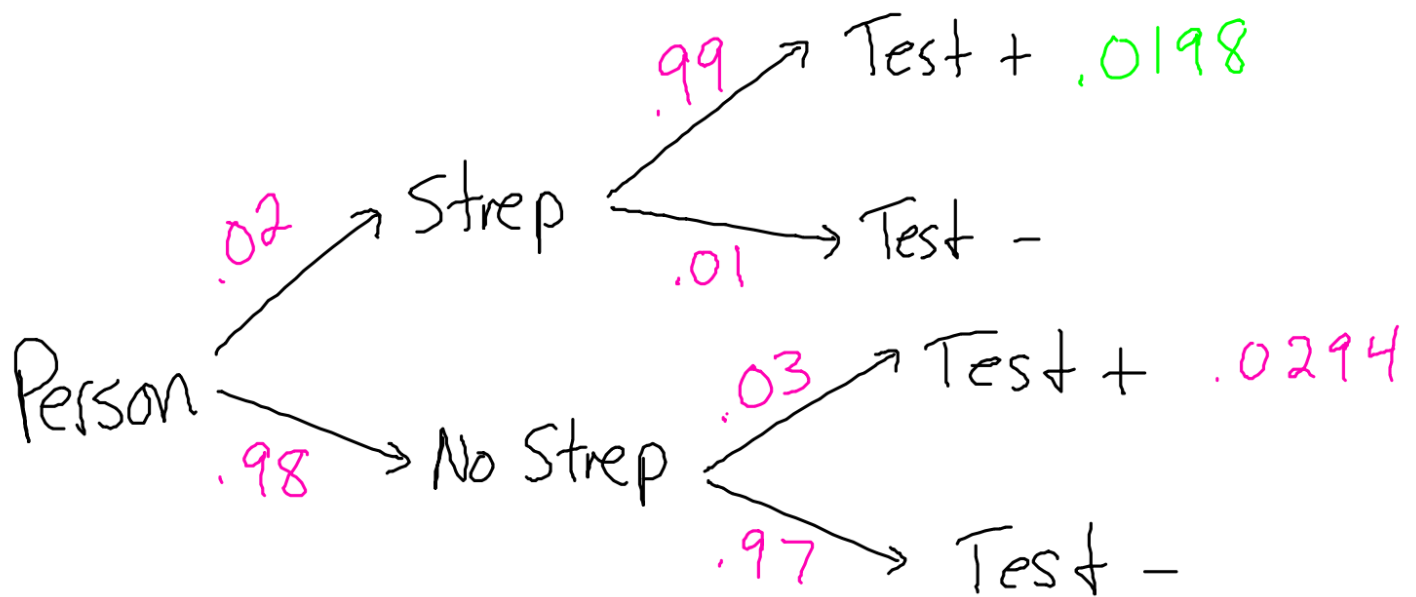 .99 Test + .0198
.02 Strep
.01 Test -
Person
.03 Test + .0294
.98 No Strep
.97 Test -